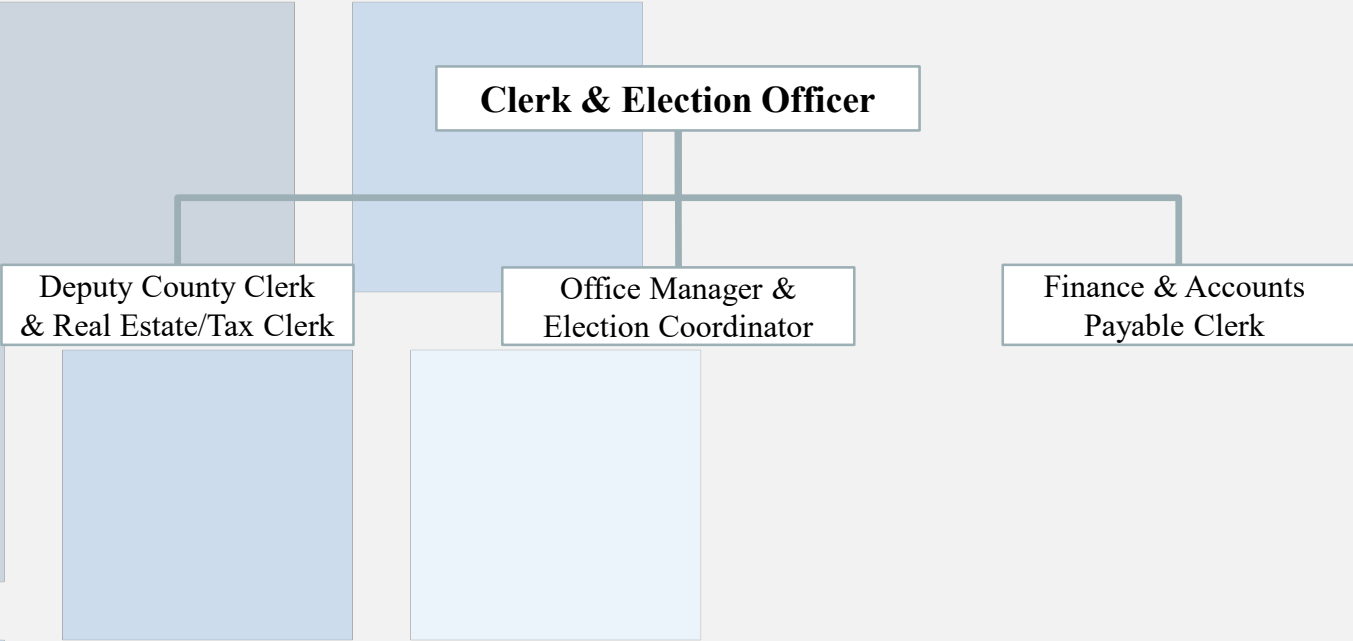 Clerk & Election Officer
Deputy County Clerk
& Real Estate/Tax Clerk
Office Manager &
Election Coordinator
Finance & Accounts
Payable Clerk